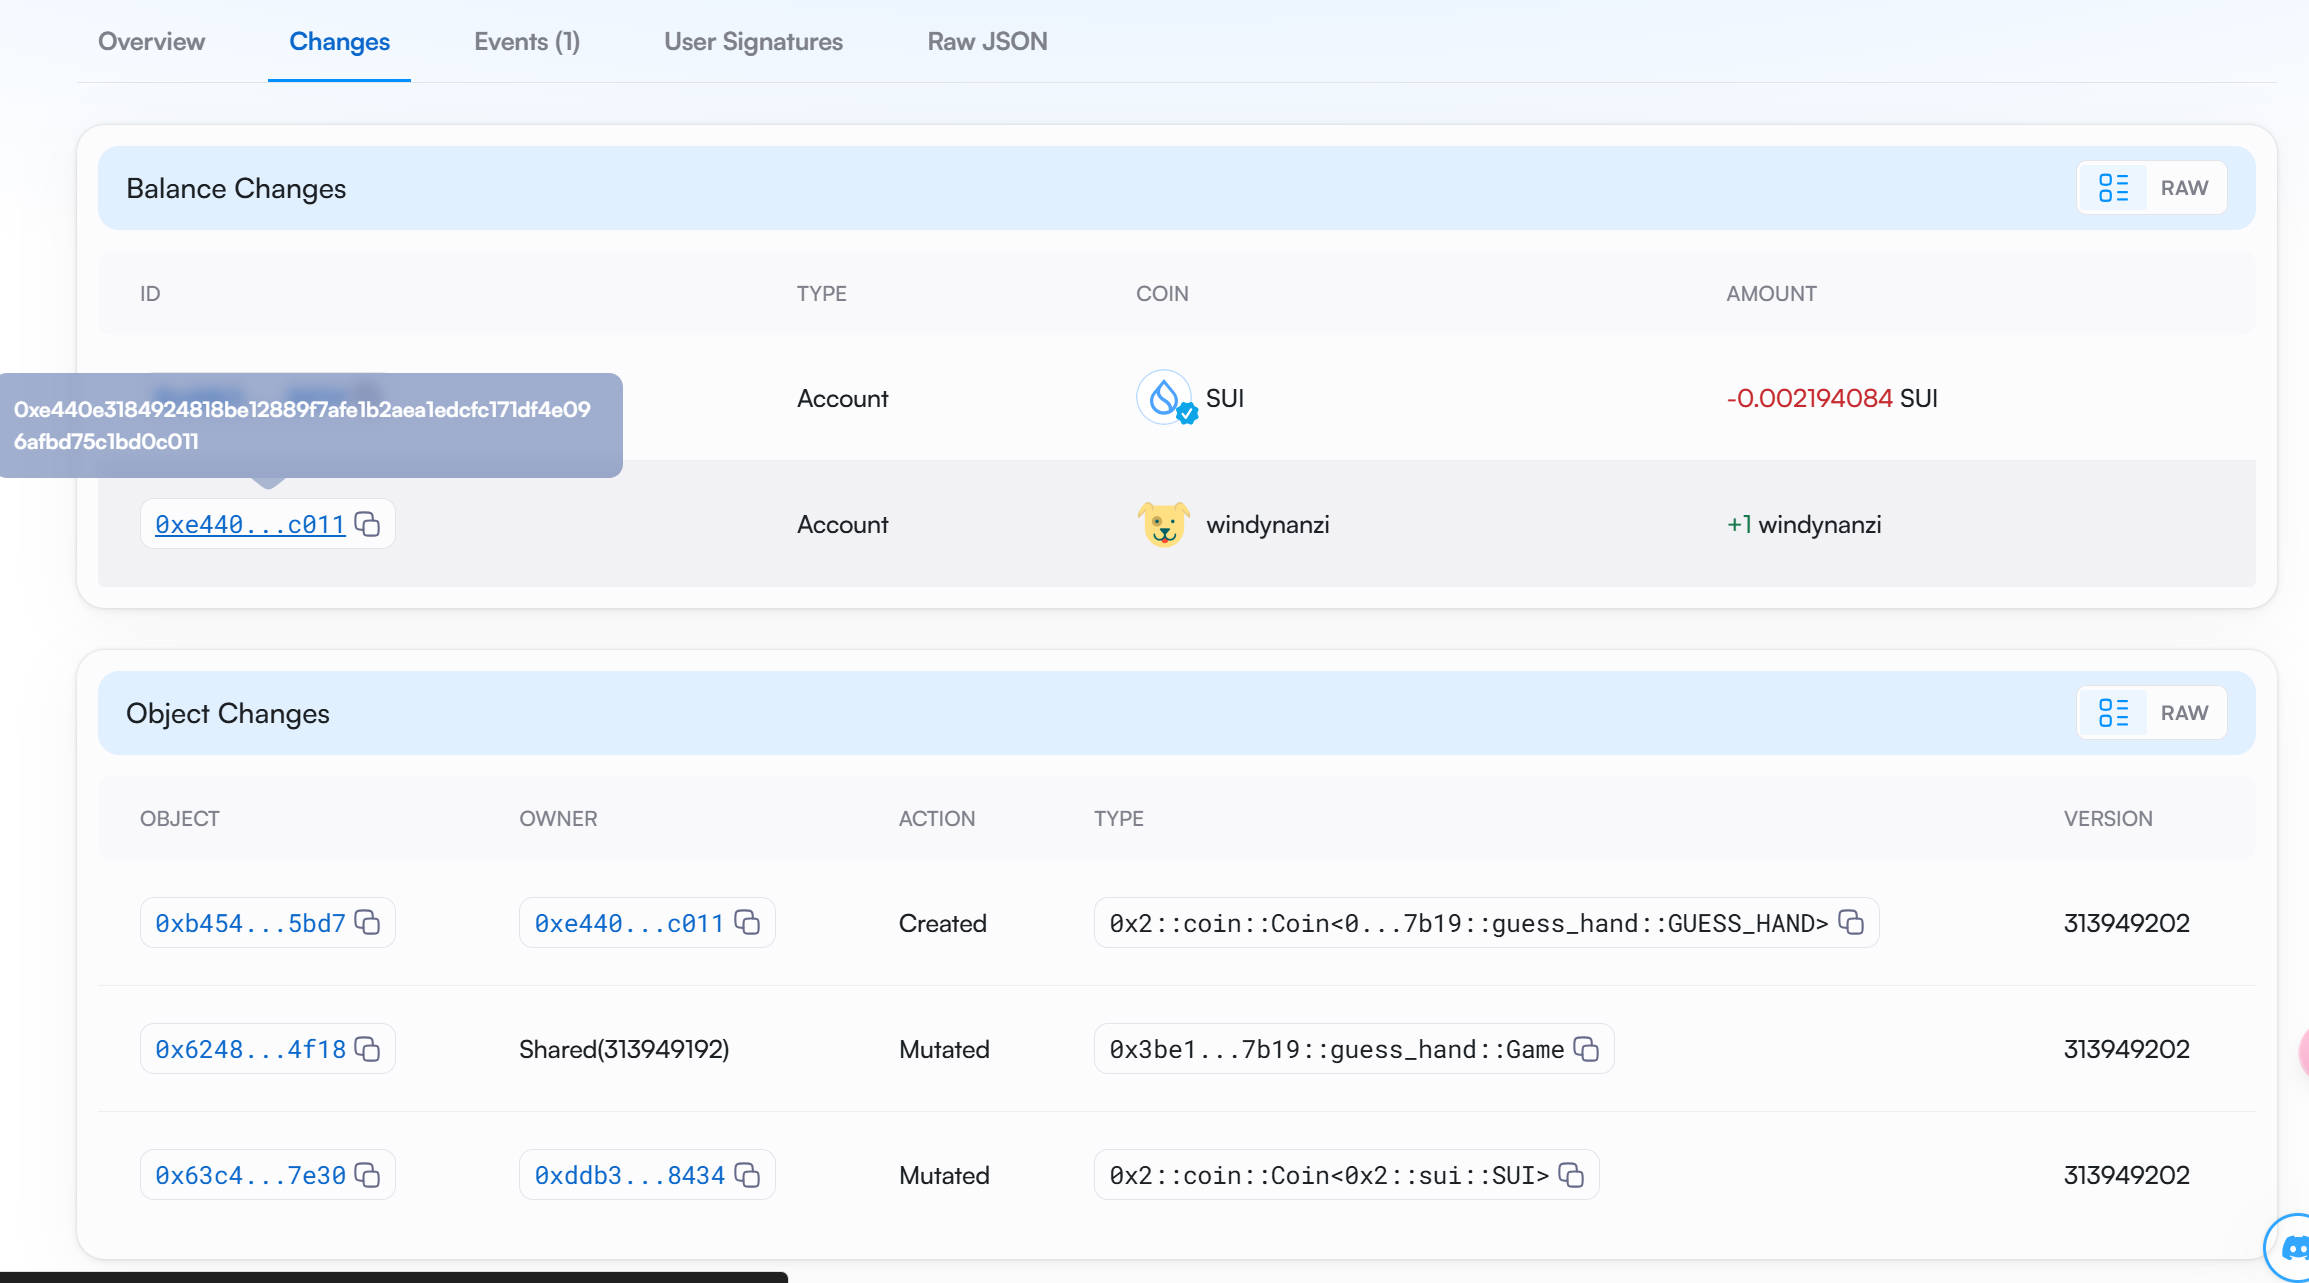 Overview Changes Events (1) User Signatures Raw JSON
Balance Changes RAW
ID TYPE COIN AMOUNT
Account SUI -0.002194084 SUI
0xe440e3184924818be12889f7afe1b2aea1edcfc171df4e09
6afbd75c1bd0c011
0xe440...c011 Account windynanzi +1 windynanzi
Object Changes RAW
OBJECT OWNER ACTION TYPE VERSION
0xb454...5bd7 0xe440...c011 Created 0x2::coin::Coin<0...7b19::guess_hand::GUESS_HAND> 313949202
0x6248...4f18 Shared(313949192) Mutated 0x3be1...7b19::guess_hand::Game 313949202
0x63c4...7e30 0xddb3...8434 Mutated 0x2::coin::Coin<0x2::sui::SUI> 313949202